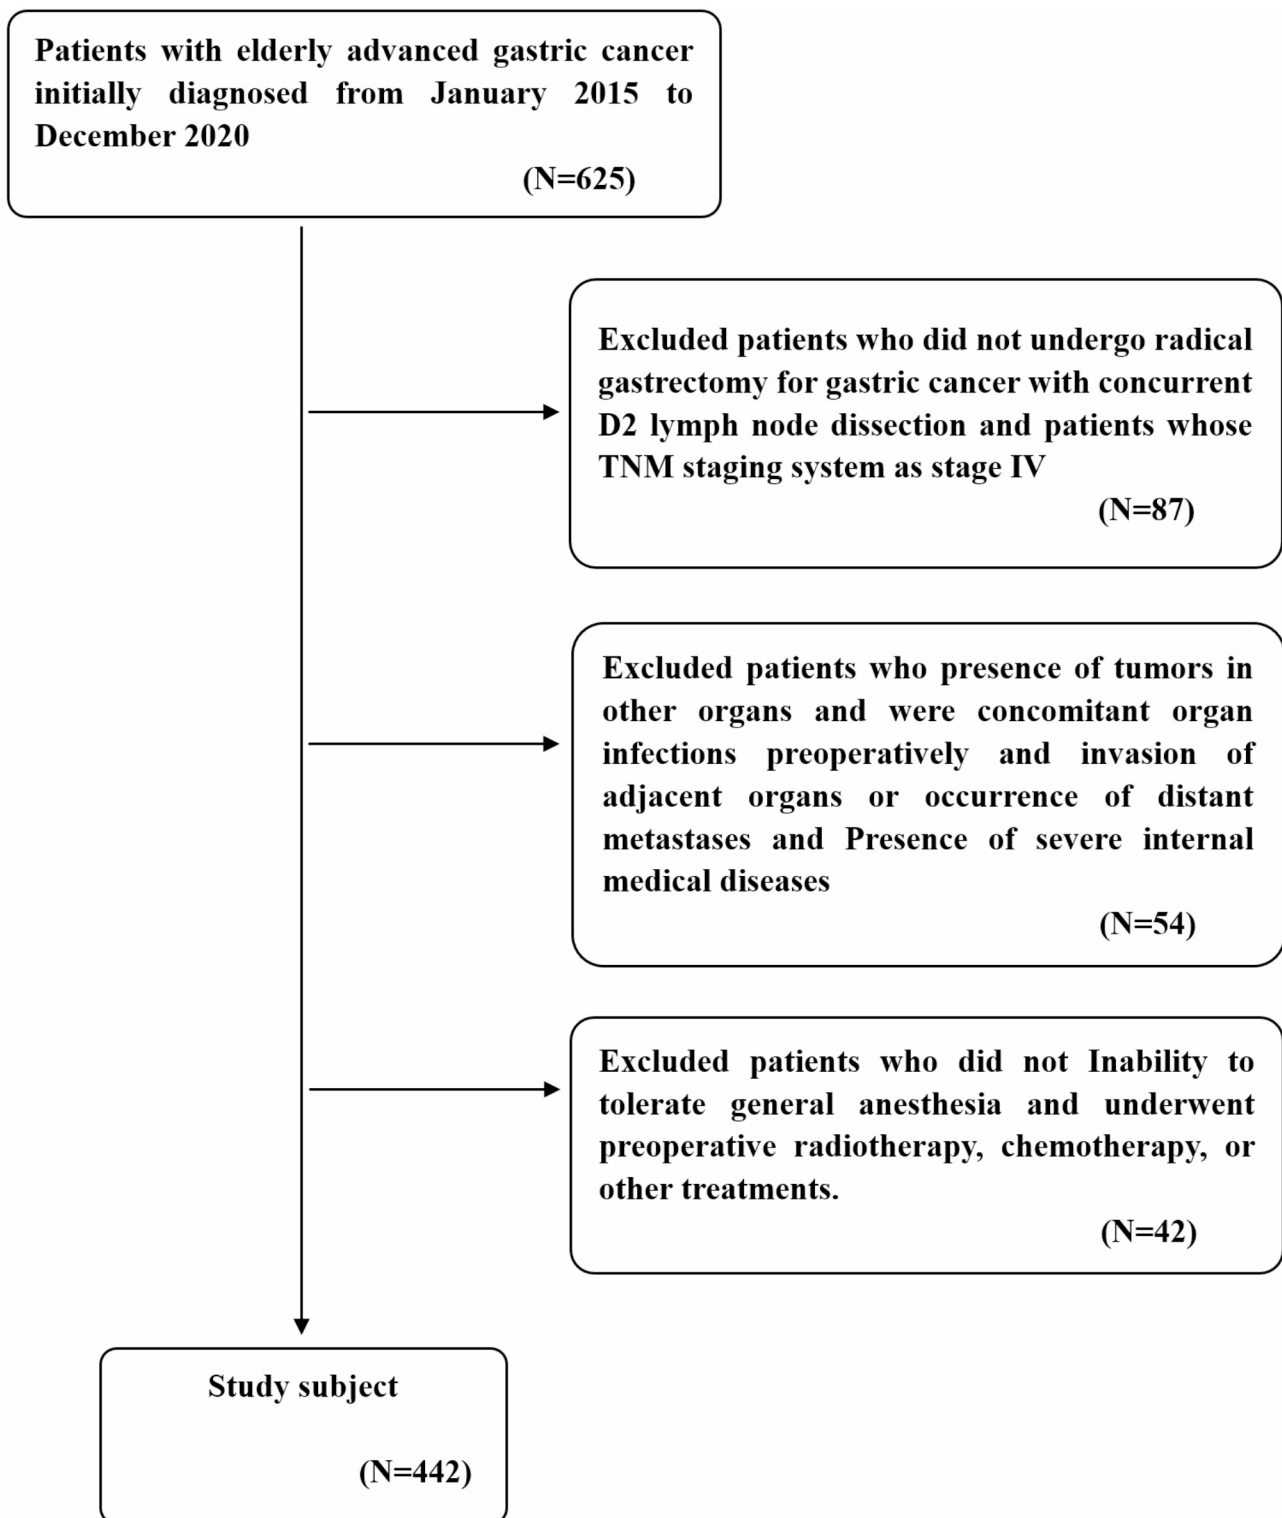 Patients with elderly advanced gastric cancer
initially diagnosed from January 2015 to
December 2020
(N=625)
Excluded patients who did not undergo radical
gastrectomy for gastric cancer with concurrent
D2 lymph node dissection and patients whose
TNM staging system as stage IV
(N=87)
Excluded patients who presence of tumors in
other organs and were concomitant organ
infections preoperatively and invasion of
adjacent organs or occurrence of distant
metastases and Presence of severe internal
medical diseases
(N=54)
Excluded patients who did not Inability to
tolerate general anesthesia and underwent
preoperative radiotherapy, chemotherapy, or
other treatments.
(N=42)
Study subject
(N=442)